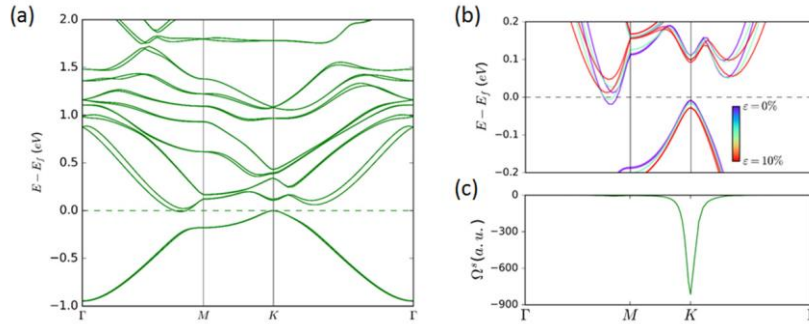 (a)
2.0
1.5
1.0
0.5
0.0
−0.5
−1.0
E − E_f (eV)
Γ M K Γ
(b)
0.2
0.1
0.0
−0.1
−0.2
E − E_f (eV)
ε = 0%
ε = 10%
(c)
0
−300
−600
−900
Ω^s (a. u.)
Γ M K Γ